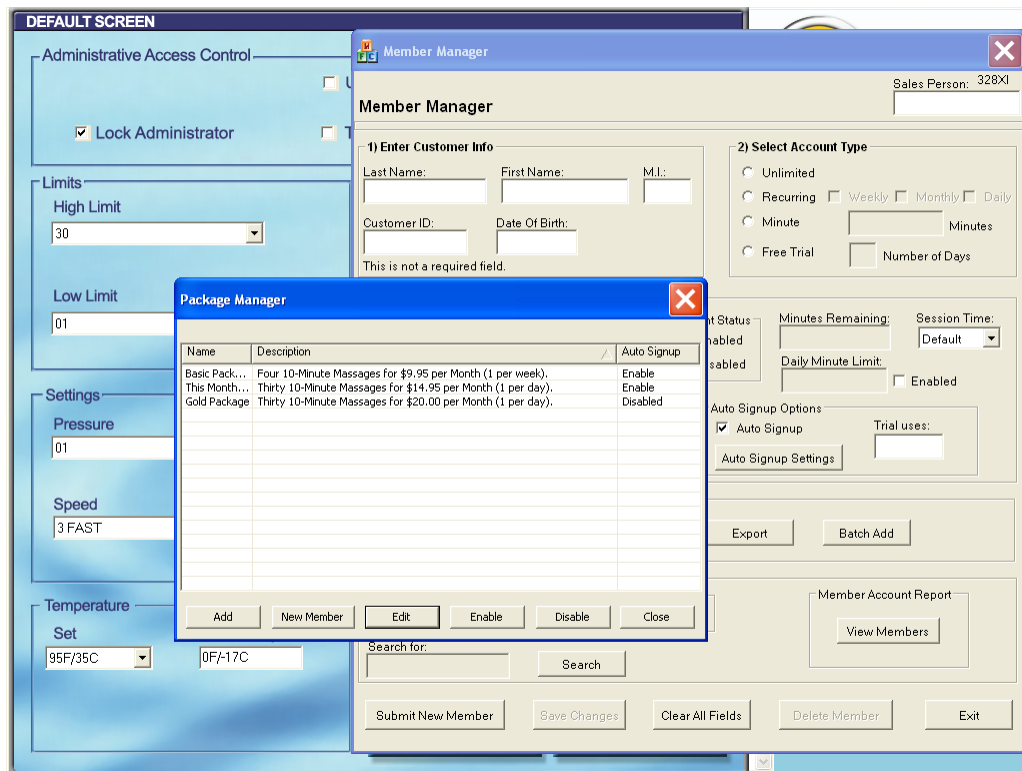 DEFAULT SCREEN
Administrative Access Control
Lock Administrator
Limits
High Limit
30
Low Limit
01
Settings
Pressure
01
Speed
3 FAST
Temperature
Set
95F/35C
0F/-17C
Member Manager
Sales Person: 328XI
Member Manager
1) Enter Customer Info
Last Name: First Name: M.I.:
Customer ID: Date Of Birth:
This is not a required field.
2) Select Account Type
Unlimited
Recurring Weekly Monthly Daily
Minute Minutes
Free Trial Number of Days
Status
Minutes Remaining: Session Time:
Default
Daily Minute Limit:
Enabled
Auto Signup Options
Auto Signup Trial uses:
Auto Signup Settings
Export Batch Add
Member Account Report
View Members
Search for:
Search
Submit New Member Save Changes Clear All Fields Delete Member Exit
Package Manager
Name Description Auto Signup
Basic Pack... Four 10-Minute Massages for $9.95 per Month (1 per week). Enable
This Month... Thirty 10-Minute Massages for $14.95 per Month (1 per day). Enable
Gold Package Thirty 10-Minute Massages for $20.00 per Month (1 per day). Disabled
Add New Member Edit Enable Disable Close